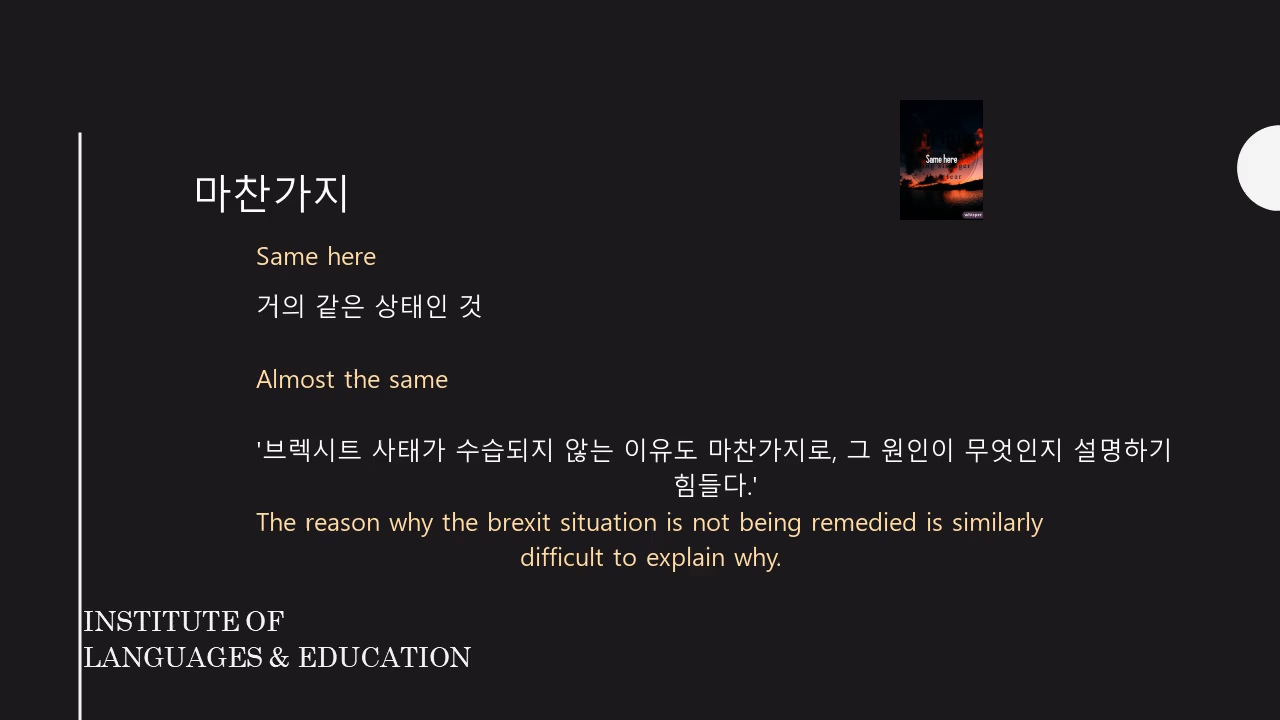 마찬가지
Same here
Same here
거의 같은 상태인 것
Almost the same
'브렉시트 사태가 수습되지 않는 이유도 마찬가지로, 그 원인이 무엇인지 설명하기
힘들다.'
The reason why the brexit situation is not being remedied is similarly
difficult to explain why.
INSTITUTE OF
LANGUAGES & EDUCATION